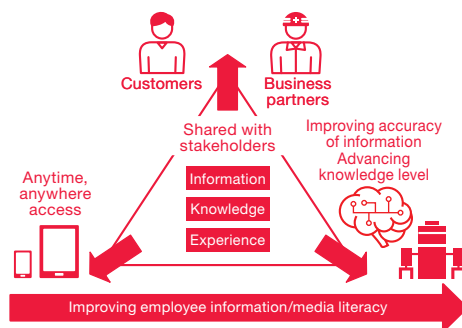 Customers
Business
partners
Shared with
stakeholders
Improving accuracy
of information
Advancing
knowledge level
Anytime,
anywhere
access
Information
Knowledge
Experience
Improving employee information/media literacy